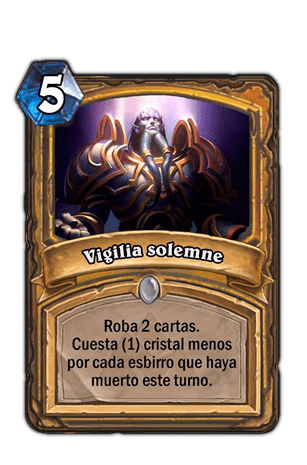 5
Vigilia solemne
Roba 2 cartas.
Cuesta (1) cristal menos
por cada esbirro que haya
muerto este turno.